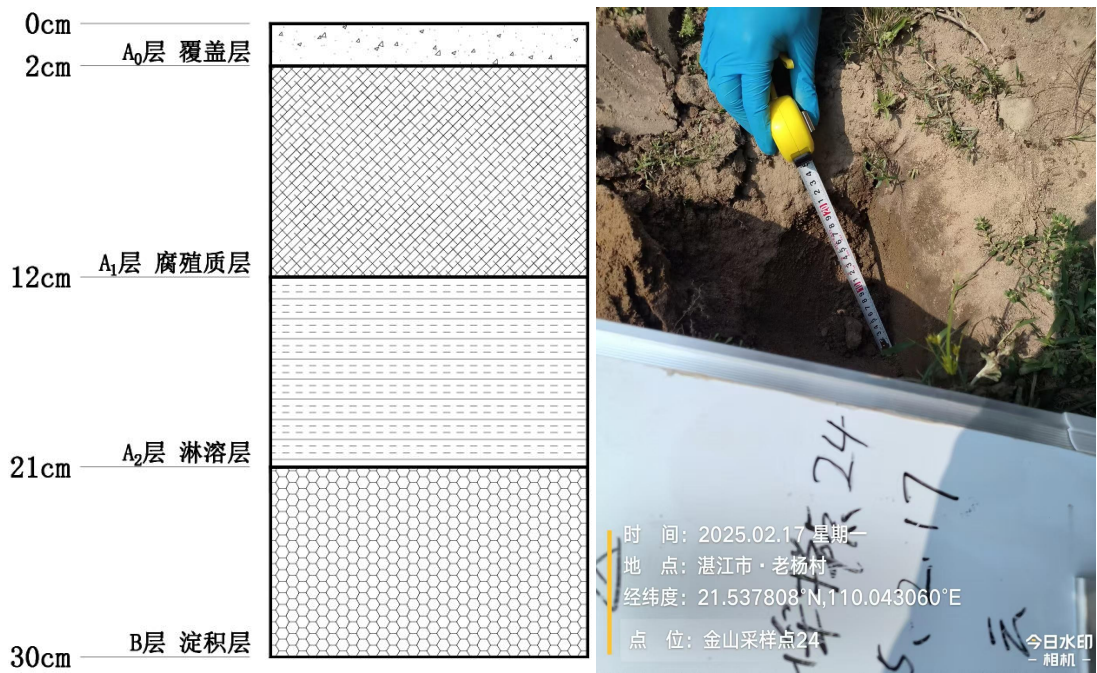 0cm
A₀层 覆盖层
2cm
A₁层 腐殖质层
12cm
A₂层 淋溶层
21cm
B层 淀积层
30cm
24
2.17
时 间：2025.02.17 星期一
地 点：湛江市·老杨村
经纬度：21.537808°N,110.043060°E
点 位：金山采样点24
今日水印
相机